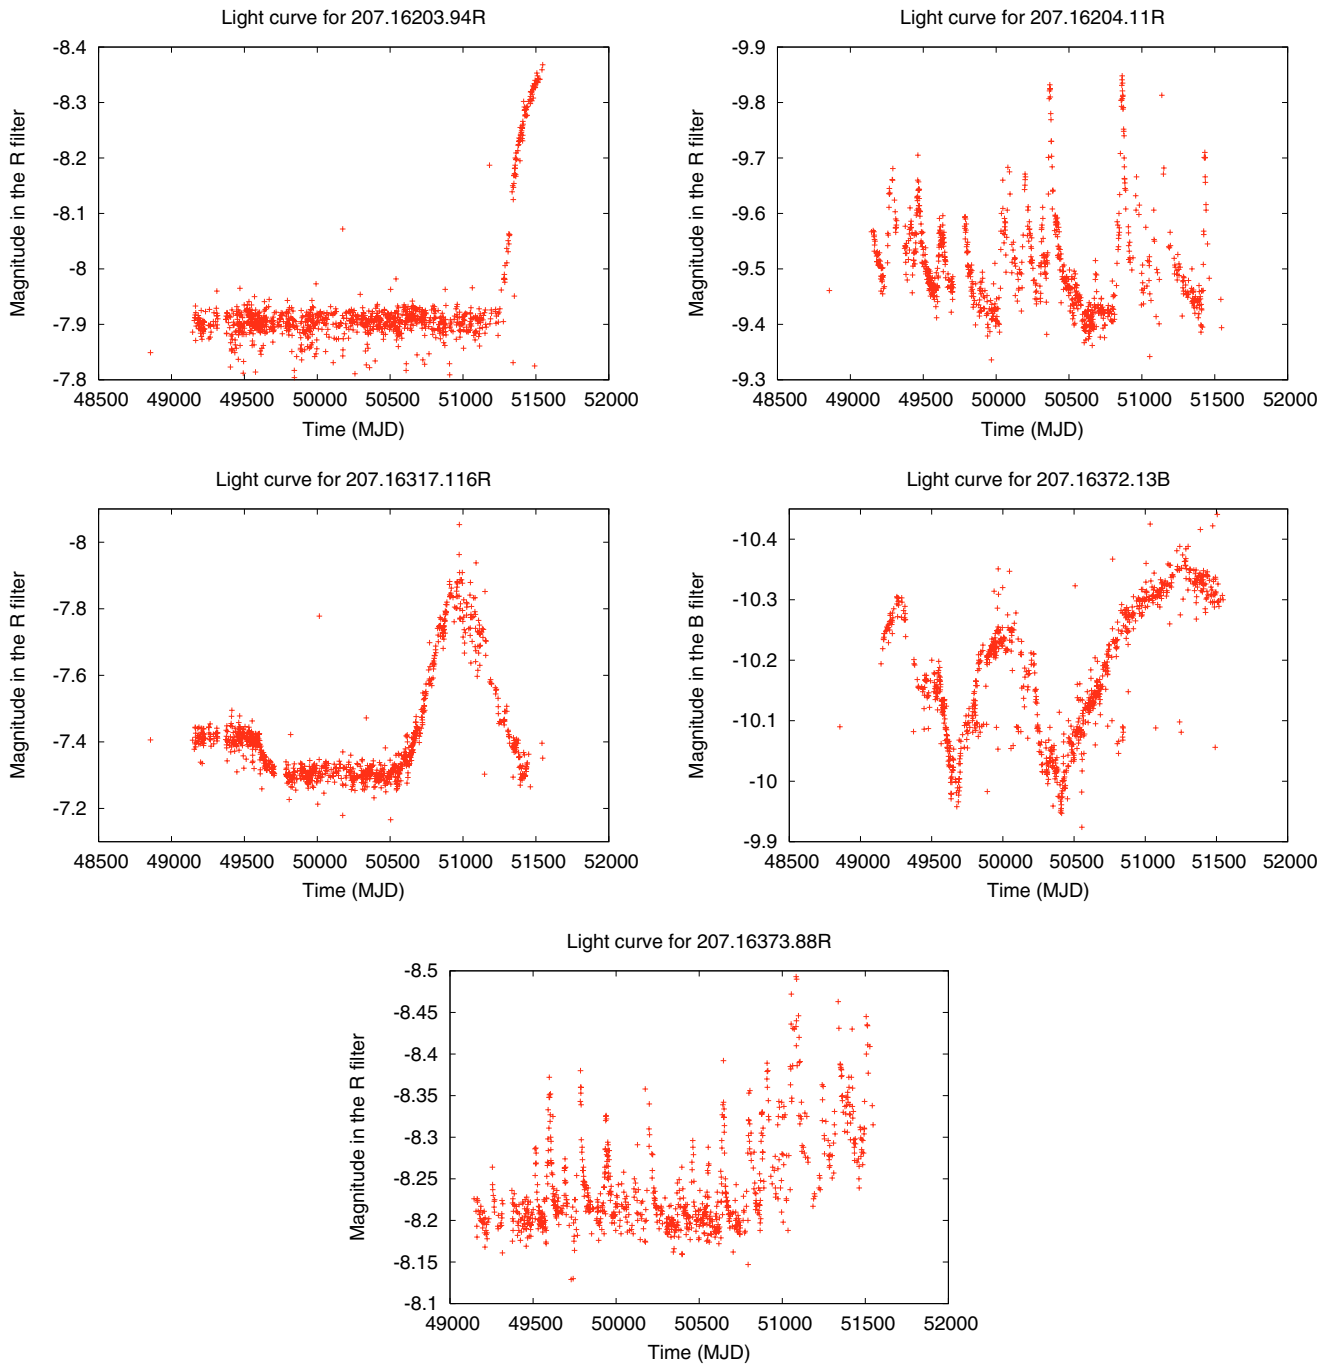 Light curve for 207.16203.94R
-8.4
-8.3
-8.2
-8.1
-8
-7.9
-7.8
48500 49000 49500 50000 50500 51000 51500 52000
Magnitude in the R filter
Time (MJD)
Light curve for 207.16204.11R
-9.9
-9.8
-9.7
-9.6
-9.5
-9.4
-9.3
48500 49000 49500 50000 50500 51000 51500 52000
Magnitude in the R filter
Time (MJD)
Light curve for 207.16317.116R
-8
-7.8
-7.6
-7.4
-7.2
48500 49000 49500 50000 50500 51000 51500 52000
Magnitude in the R filter
Time (MJD)
Light curve for 207.16372.13B
-10.4
-10.3
-10.2
-10.1
-10
-9.9
48500 49000 49500 50000 50500 51000 51500 52000
Magnitude in the B filter
Time (MJD)
Light curve for 207.16373.88R
-8.5
-8.45
-8.4
-8.35
-8.3
-8.25
-8.2
-8.15
-8.1
49000 49500 50000 50500 51000 51500 52000
Magnitude in the R filter
Time (MJD)